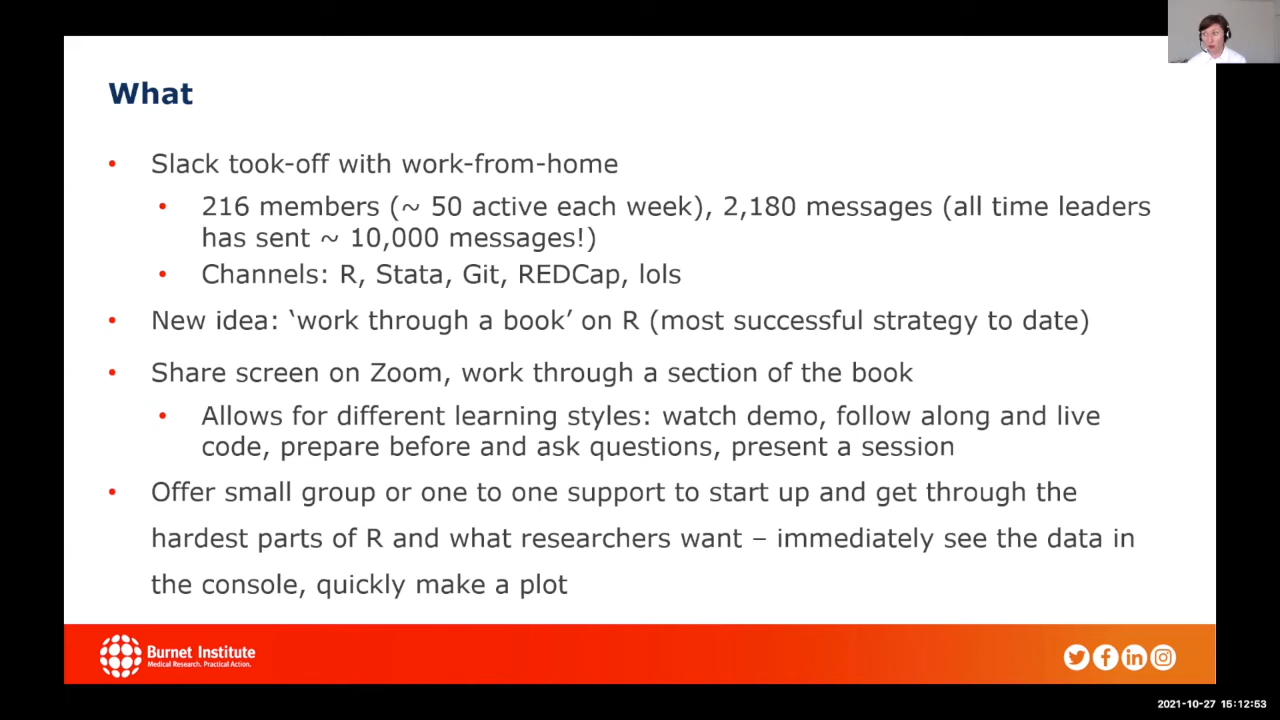 What
• Slack took-off with work-from-home
• 216 members (~ 50 active each week), 2,180 messages (all time leaders
has sent ~ 10,000 messages!)
• Channels: R, Stata, Git, REDCap, lols
• New idea: ‘work through a book’ on R (most successful strategy to date)
• Share screen on Zoom, work through a section of the book
• Allows for different learning styles: watch demo, follow along and live
code, prepare before and ask questions, present a session
• Offer small group or one to one support to start up and get through the
hardest parts of R and what researchers want – immediately see the data in
the console, quickly make a plot
Burnet Institute
Medical Research. Practical Action.
2021-10-27 15:12:53